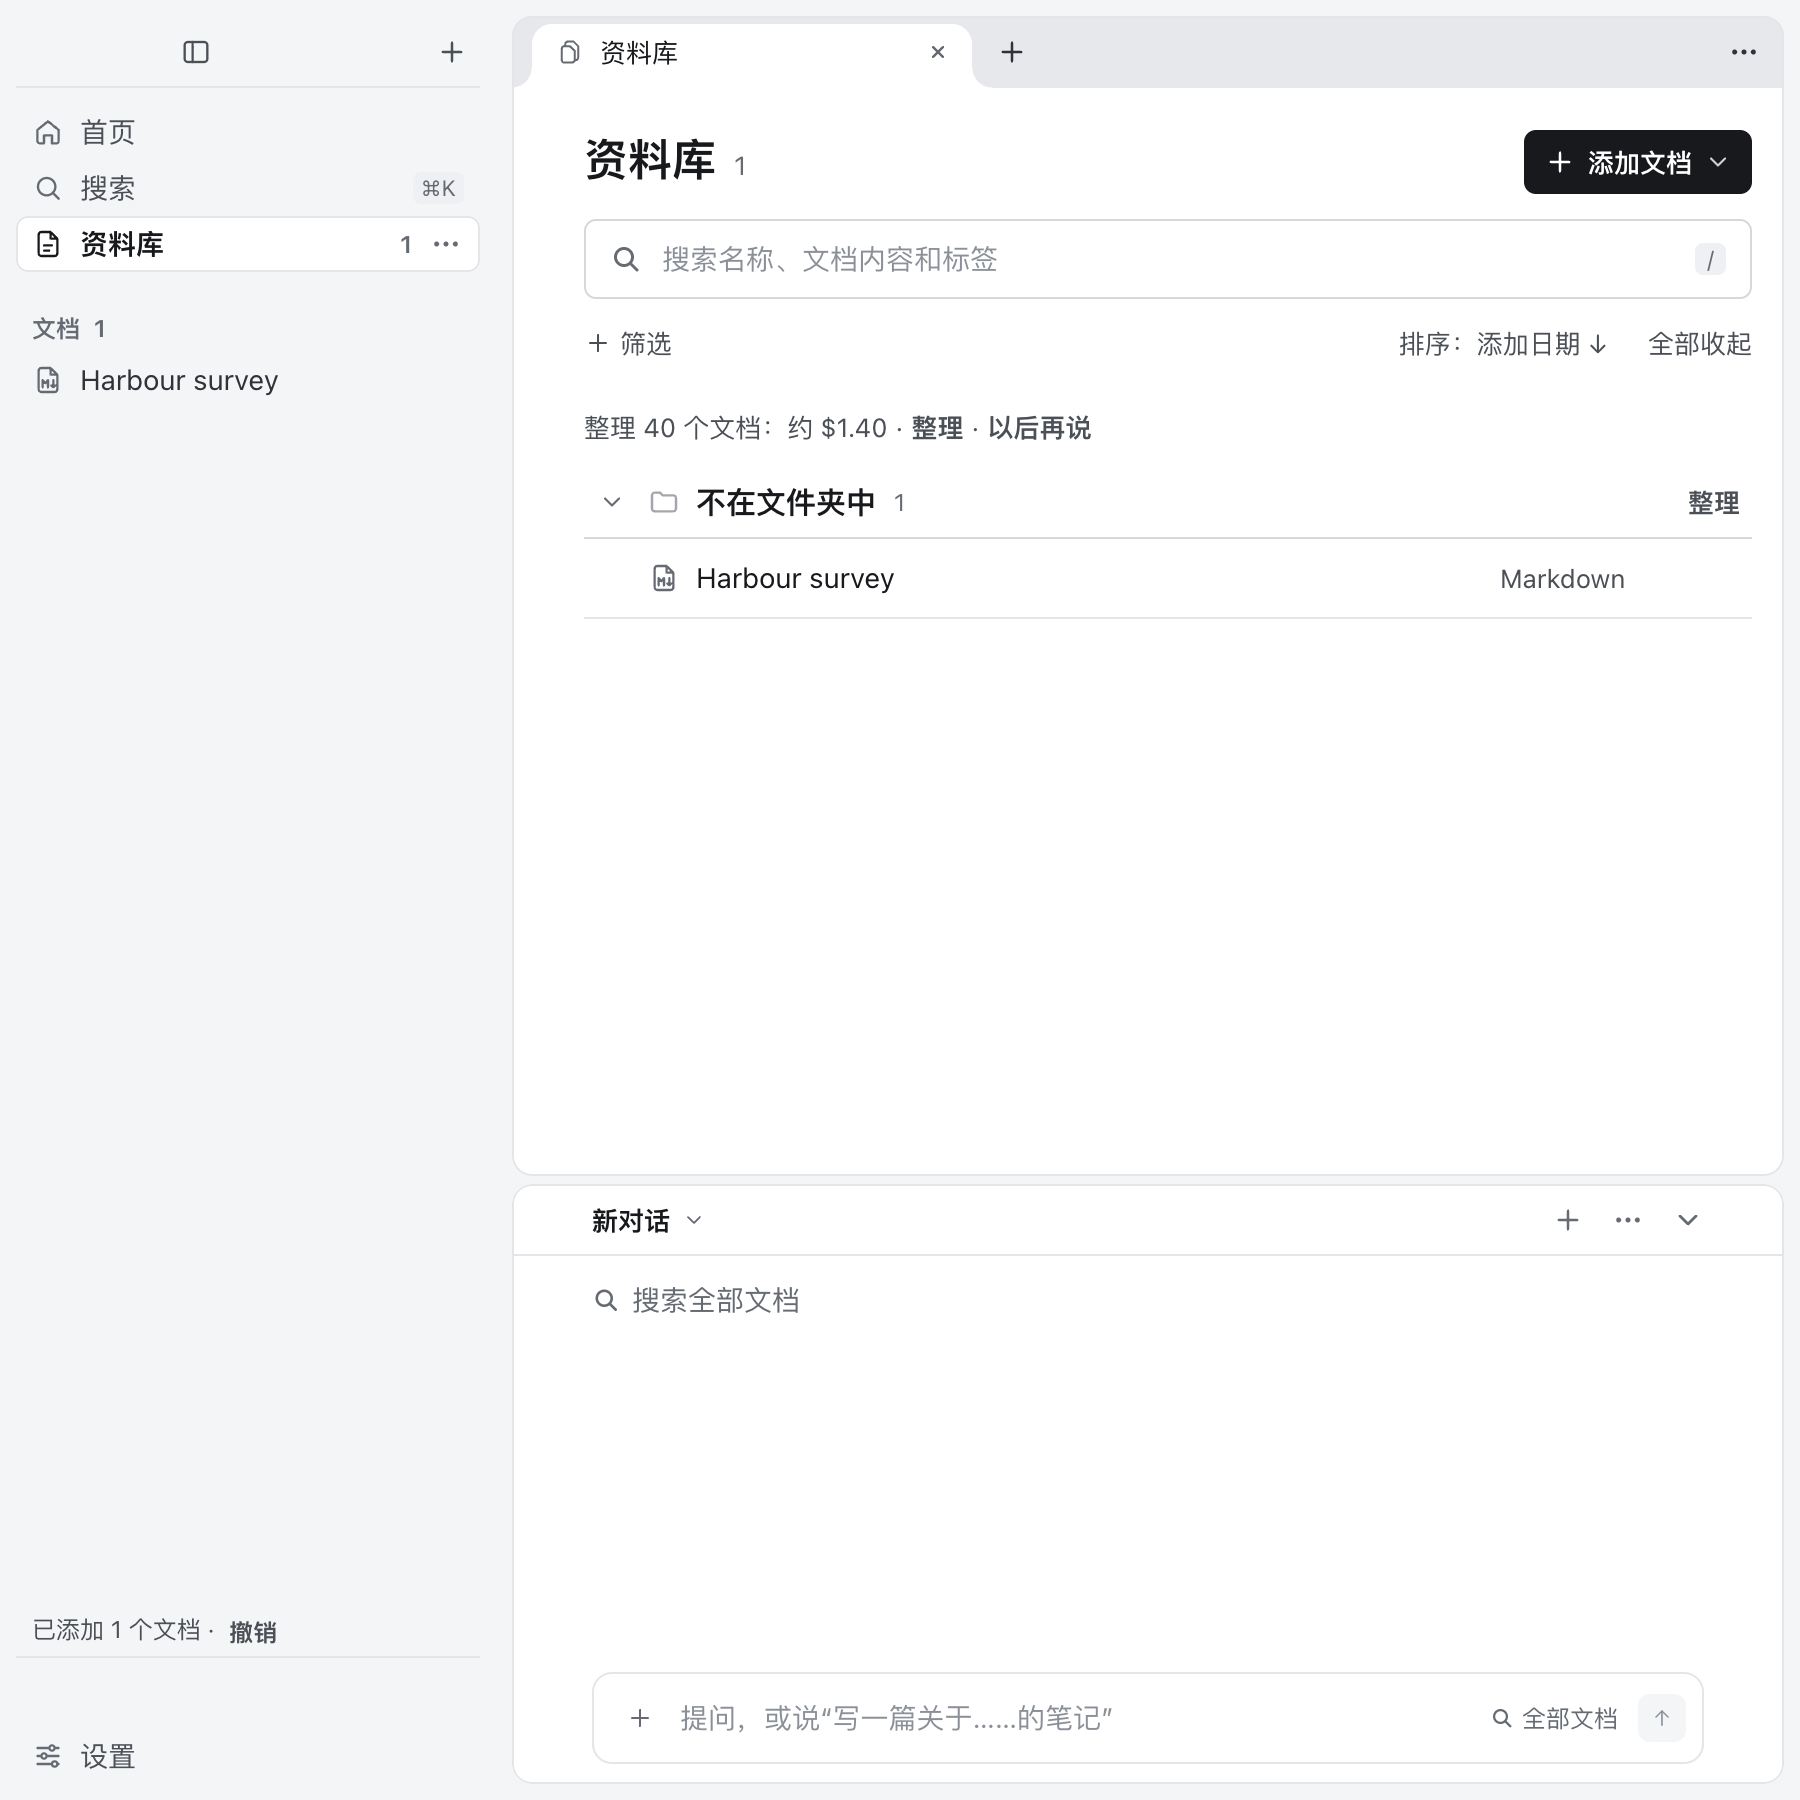 首页
搜索 ⌘K
资料库 1
文档 1
Harbour survey
已添加 1 个文档 · 撤销
设置
资料库
资料库 1
添加文档
搜索名称、文档内容和标签 /
筛选
排序：添加日期 ↓ 全部收起
整理 40 个文档：约 $1.40 · 整理 · 以后再说
不在文件夹中 1 整理
Harbour survey Markdown
新对话
搜索全部文档
提问，或说“写一篇关于……的笔记” 全部文档